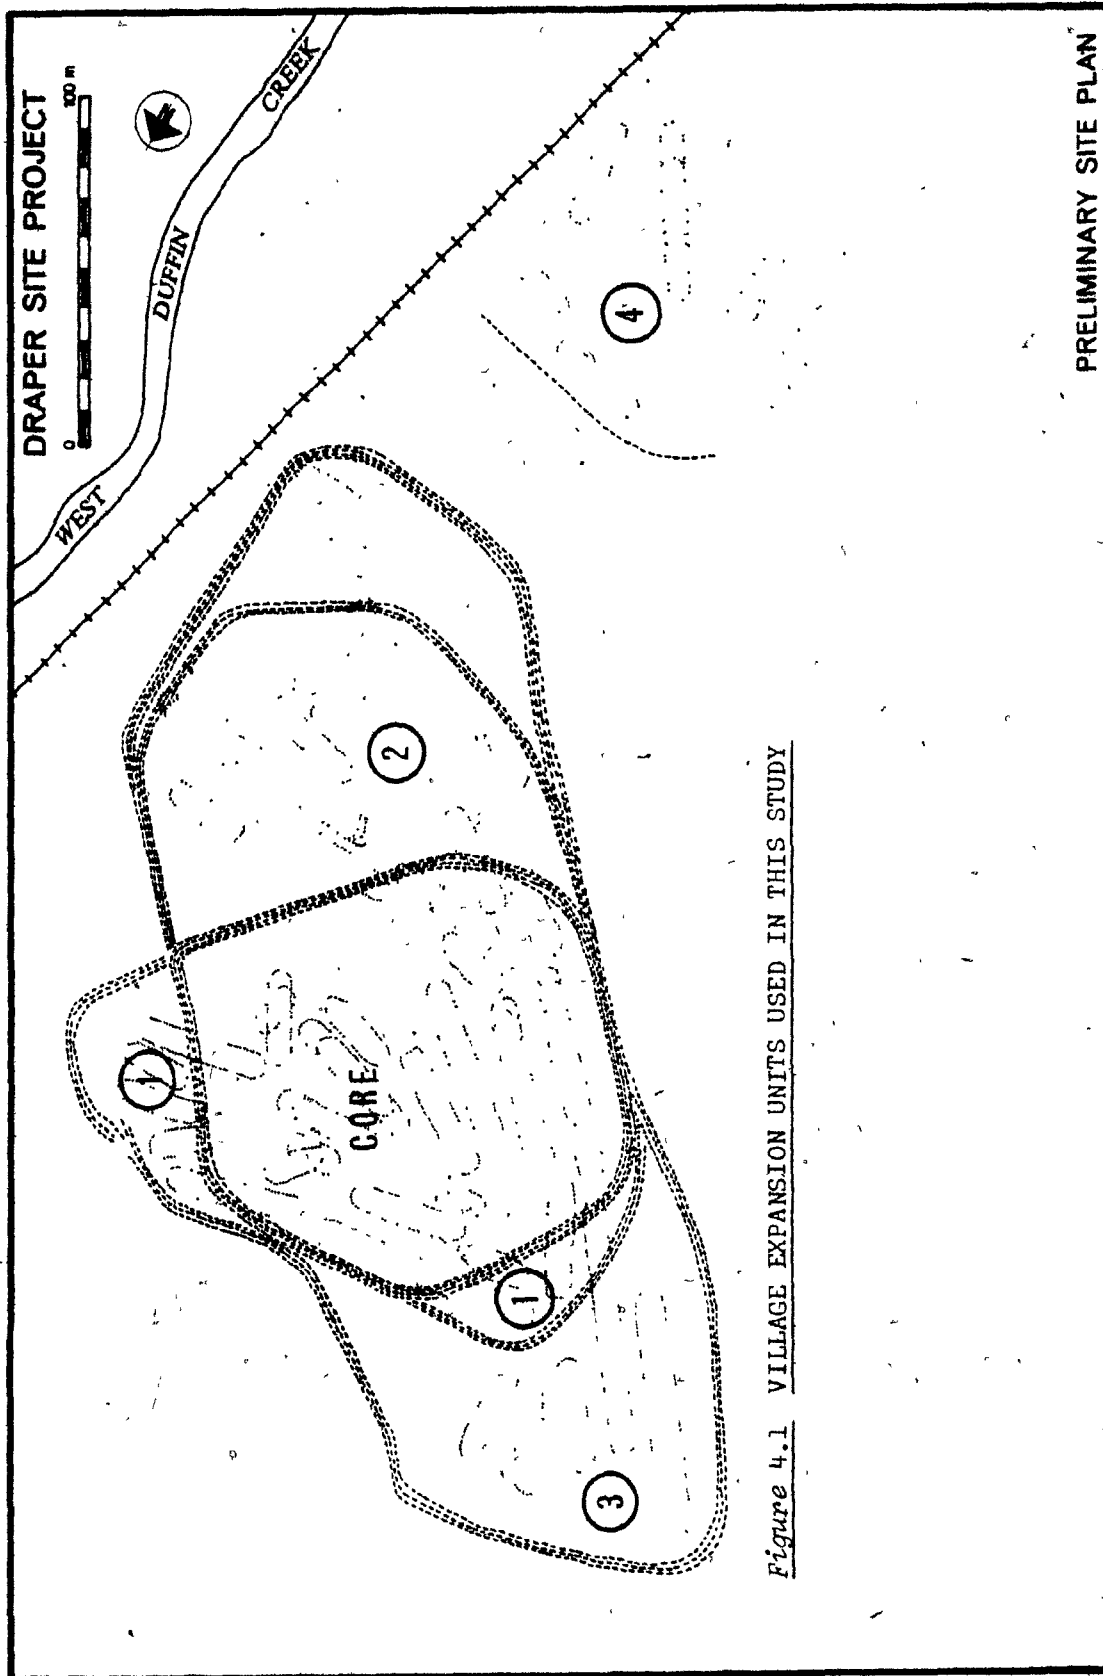 DRAPER SITE PROJECT
0 100 m
WEST DUFFIN CREEK
1
CORE
2
1
3
4
Figure 4.1 VILLAGE EXPANSION UNITS USED IN THIS STUDY
PRELIMINARY SITE PLAN